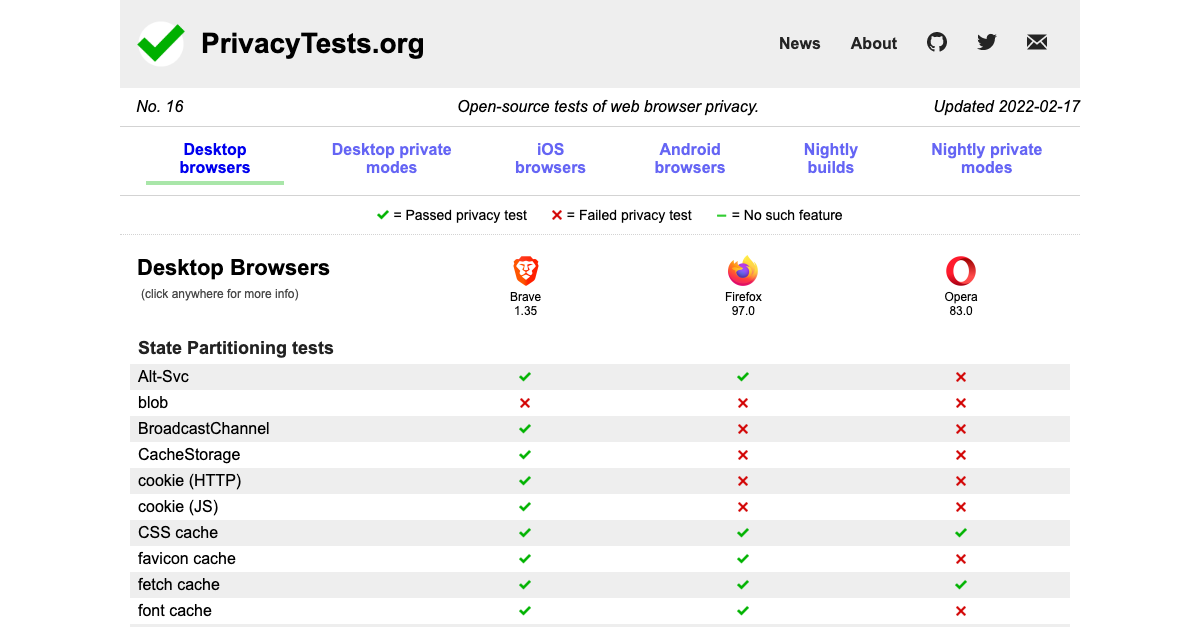 PrivacyTests.org
News About
No. 16 Open-source tests of web browser privacy. Updated 2022-02-17
Desktop browsers Desktop private modes iOS browsers Android browsers Nightly builds Nightly private modes
= Passed privacy test = Failed privacy test = No such feature
Desktop Browsers
(click anywhere for more info)
Brave 1.35
Firefox 97.0
Opera 83.0
State Partitioning tests
Alt-Svc
blob
BroadcastChannel
CacheStorage
cookie (HTTP)
cookie (JS)
CSS cache
favicon cache
fetch cache
font cache